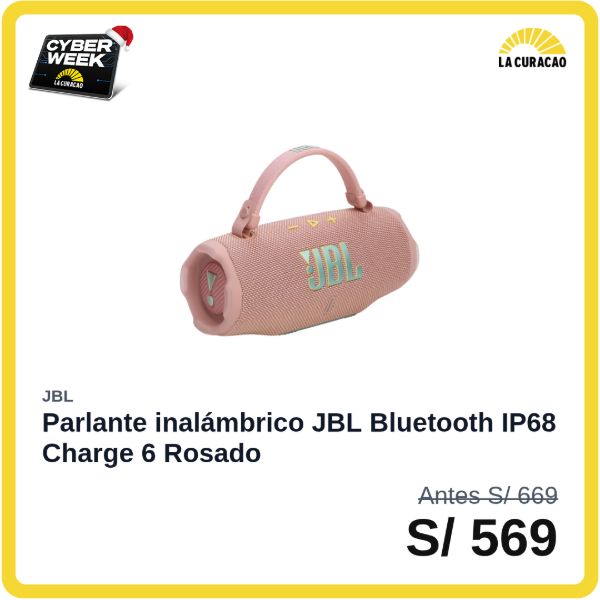 CYBER
WEEK
LA CURACAO
LA CURACAO
JBL
JBL
Parlante inalámbrico JBL Bluetooth IP68
Charge 6 Rosado
Antes S/ 669
S/ 569